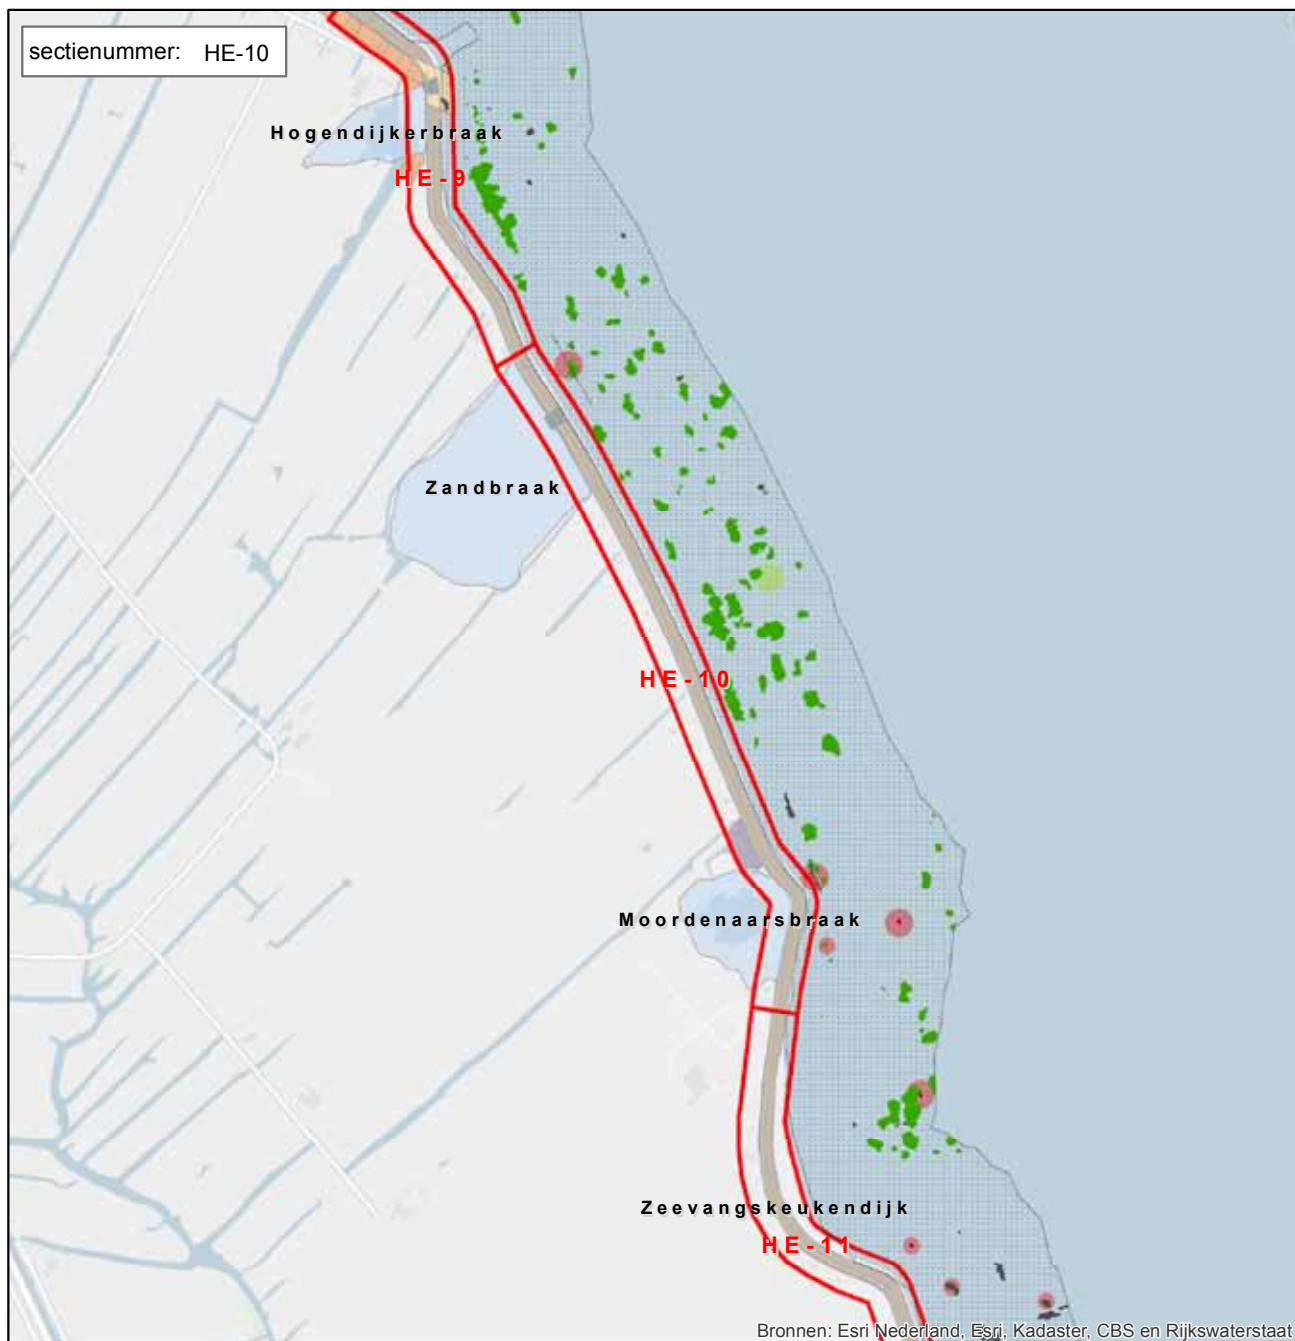 sectienummer: HE-10
Hogendijkerbraak
HE-9
Zandbraak
HE-10
Moordenaarsbraak
Zeevangskeukendijk
HE-11
Bronnen: Esri Nederland, Esri, Kadaster, CBS en Rijkswaterstaat